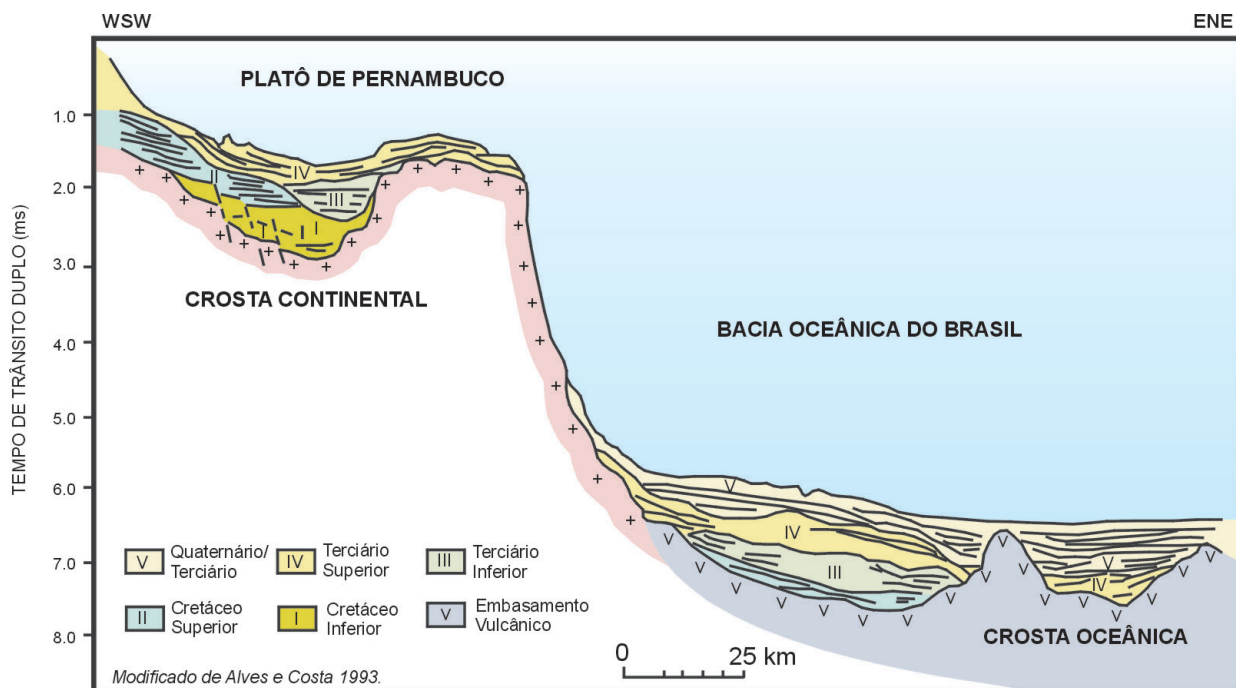 WSW
ENE
PLATÔ DE PERNAMBUCO
1.0
2.0
3.0
4.0
5.0
6.0
7.0
8.0
TEMPO DE TRÂNSITO DUPLO (ms)
IV
II
III
I
I
I
CROSTA CONTINENTAL
BACIA OCEÂNICA DO BRASIL
V
IV
III
V
IV
CROSTA OCEÂNICA
V
Quaternário/
Terciário
IV
Terciário
Superior
III
Terciário
Inferior
II
Cretáceo
Superior
I
Cretáceo
Inferior
V
Embasamento
Vulcânico
0
25 km
Modificado de Alves e Costa 1993.